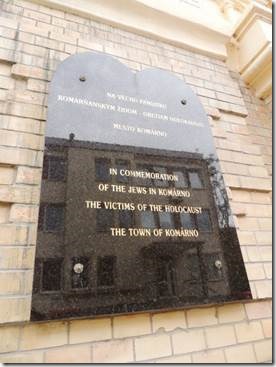 NA VEČNÚ PAMIATKU
KOMÁRŇANSKÝM ŽIDOM - OBETIAM HOLOKAUSTU
MESTO KOMÁRNO
IN COMMEMORATION
OF THE JEWS IN KOMÁRNO
THE VICTIMS OF THE HOLOCAUST
THE TOWN OF KOMÁRNO